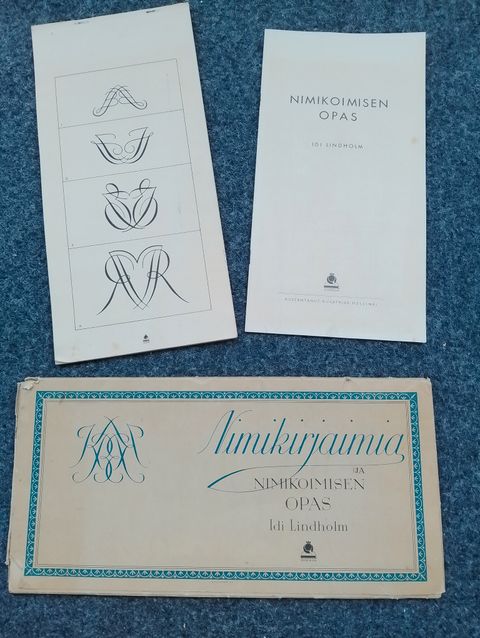 NIMIKOIMISEN
OPAS
IDI LINDHOLM
Nimikirjaimia
JA
NIMIKOIMISEN
OPAS
Idi Lindholm